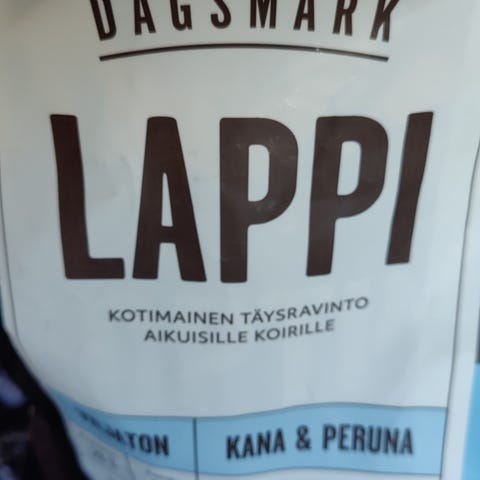 DAGSMARK
LAPPI
KOTIMAINEN TÄYSRAVINTO
AIKUISILLE KOIRILLE
KANA & PERUNA